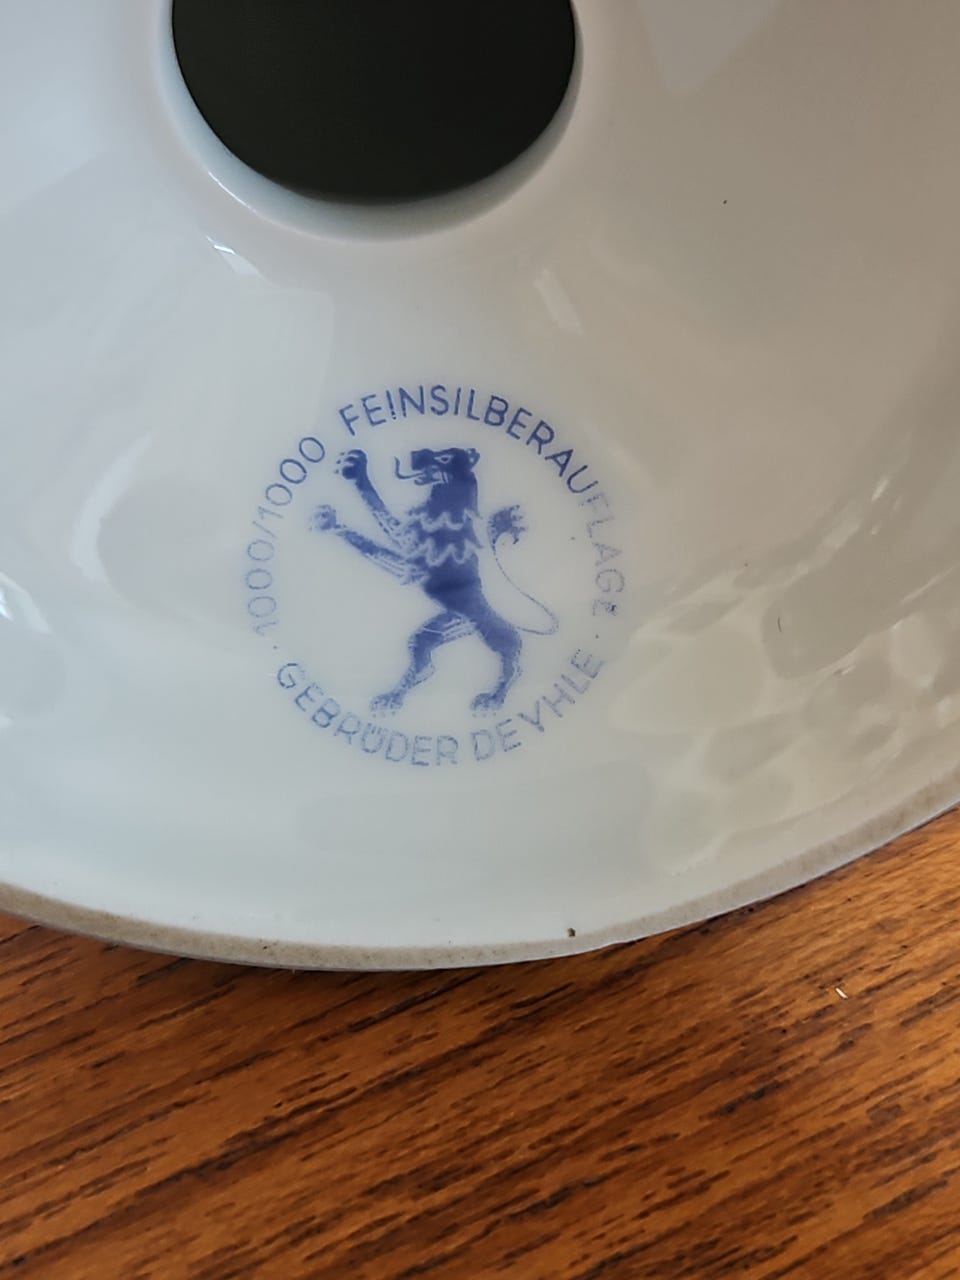 1000/1000 FEINSILBERAUFLAGE
· GEBRÜDER DEYHLE ·